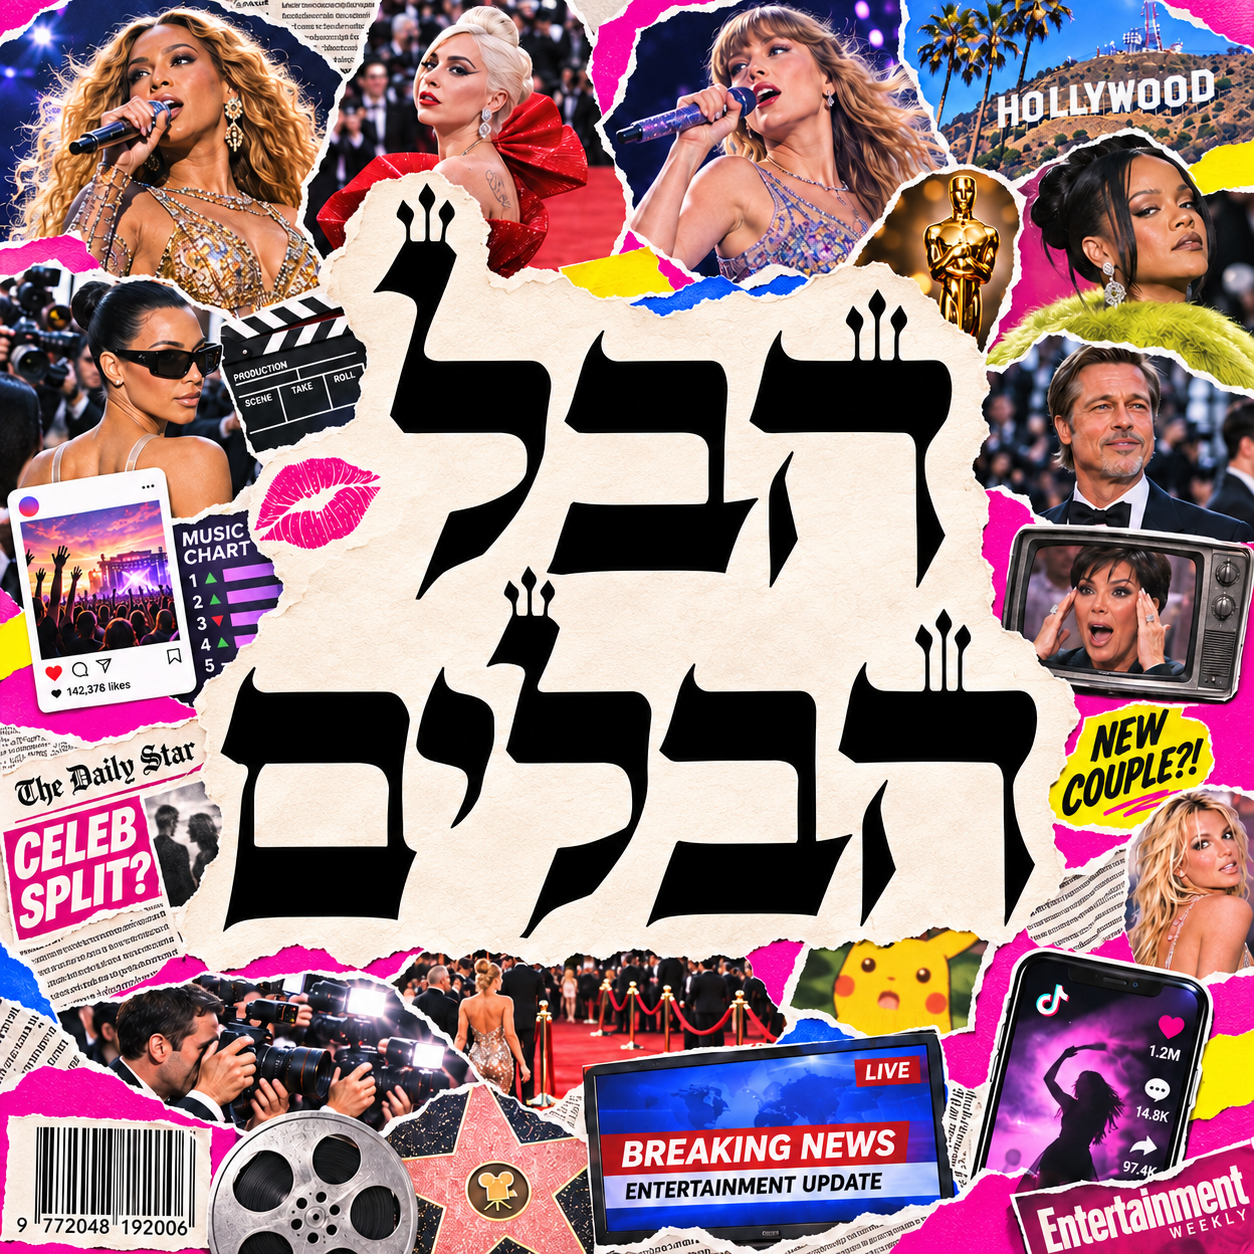 HOLLYWOOD
PRODUCTION
SCENE TAKE ROLL
הבל
הבלים
142,376 likes
MUSIC
CHART
1
2
3
4
5
The Daily Star
CELEB
SPLIT?
NEW
COUPLE?!
LIVE
BREAKING NEWS
ENTERTAINMENT UPDATE
1.2M
14.8K
97.4K
Entertainment
WEEKLY
9 772048 192006